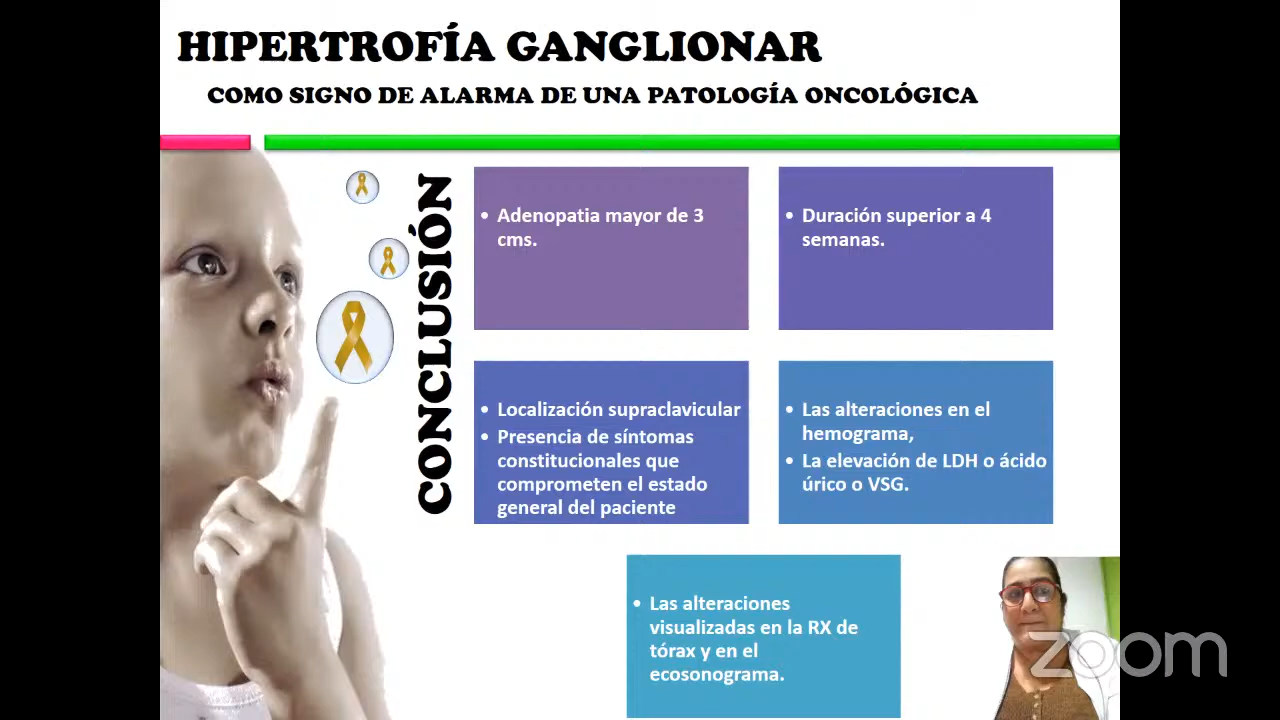 HIPERTROFÍA GANGLIONAR
COMO SIGNO DE ALARMA DE UNA PATOLOGÍA ONCOLÓGICA
CONCLUSIÓN
• Adenopatia mayor de 3
cms.
• Duración superior a 4
semanas.
• Localización supraclavicular
• Presencia de síntomas
constitucionales que
comprometen el estado
general del paciente
• Las alteraciones en el
hemograma,
• La elevación de LDH o ácido
úrico o VSG.
• Las alteraciones
visualizadas en la RX de
tórax y en el
ecosonograma.
zoom